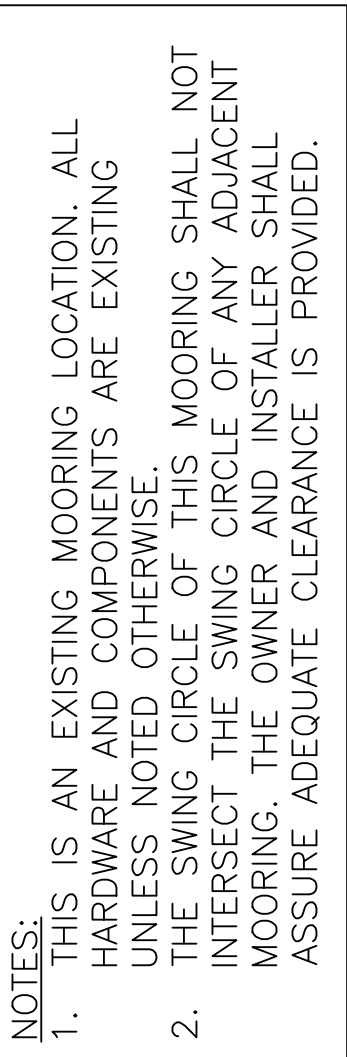 NOTES:
1. THIS IS AN EXISTING MOORING LOCATION. ALL
HARDWARE AND COMPONENTS ARE EXISTING
UNLESS NOTED OTHERWISE.
2. THE SWING CIRCLE OF THIS MOORING SHALL NOT
INTERSECT THE SWING CIRCLE OF ANY ADJACENT
MOORING. THE OWNER AND INSTALLER SHALL
ASSURE ADEQUATE CLEARANCE IS PROVIDED.